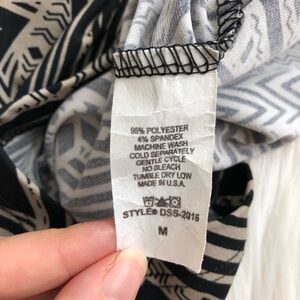 96% POLYESTER
4% SPANDEX
MACHINE WASH
COLD SEPARATELY
GENTLE CYCLE
NO BLEACH
TUMBLE DRY LOW
MADE IN U.S.A.
STYLE# DSS-2016
M